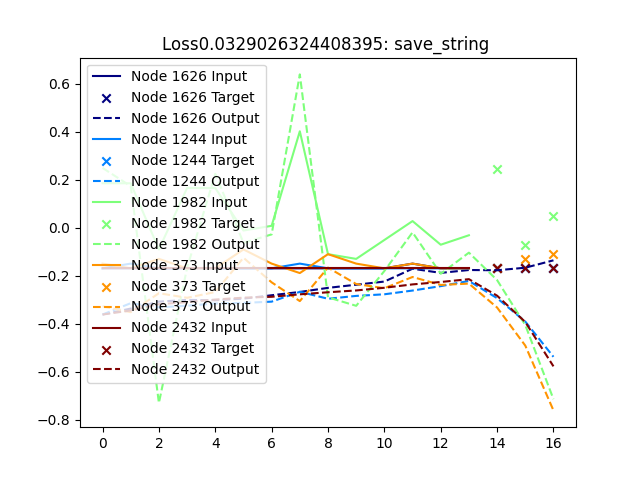 Loss0.0329026324408395: save_string
0.6
0.4
0.2
0.0
−0.2
−0.4
−0.6
−0.8
Node 1626 Input
Node 1626 Target
Node 1626 Output
Node 1244 Input
Node 1244 Target
Node 1244 Output
Node 1982 Input
Node 1982 Target
Node 1982 Output
Node 373 Input
Node 373 Target
Node 373 Output
Node 2432 Input
Node 2432 Target
Node 2432 Output
0 2 4 6 8 10 12 14 16